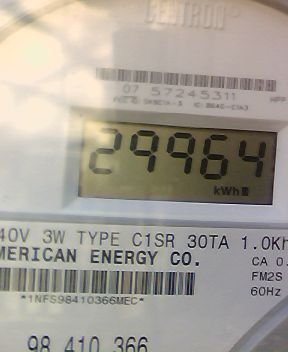 CENTRON®
07 57245311
HPP
29964
kWh
40V 3W TYPE C1SR 30TA 1.0Kh
MERICAN ENERGY CO.
CA 0.
FM2S
*1NFS98410366MEC*
60Hz
98 410 366